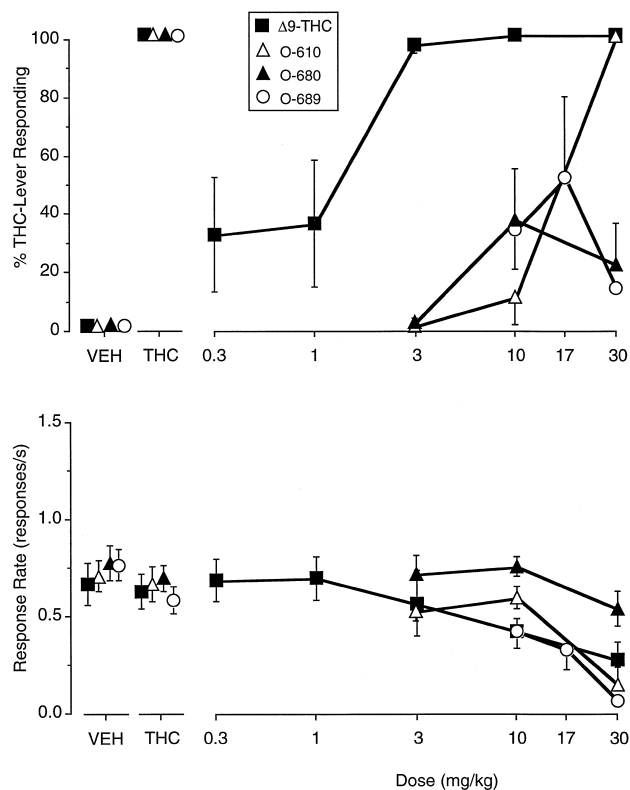 Δ9-THC
O-610
O-680
O-689
% THC-Lever Responding
100
80
60
40
20
0
VEH THC 0.3 1 3 10 17 30
Response Rate (responses/s)
1.5
1.0
0.5
0.0
VEH THC 0.3 1 3 10 17 30
Dose (mg/kg)